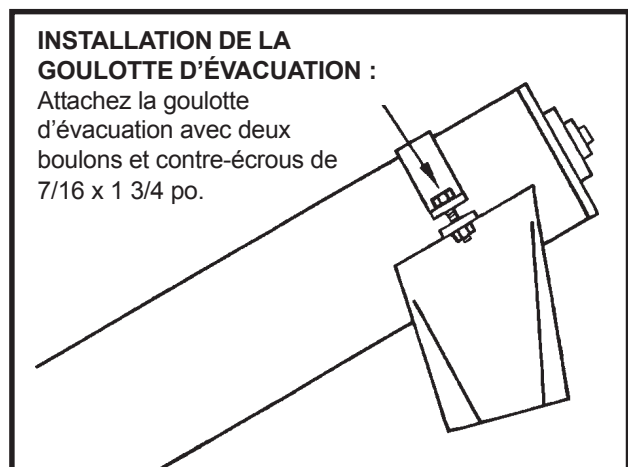 INSTALLATION DE LA
GOULOTTE D’ÉVACUATION :
Attachez la goulotte
d’évacuation avec deux
boulons et contre-écrous de
7/16 x 1 3/4 po.